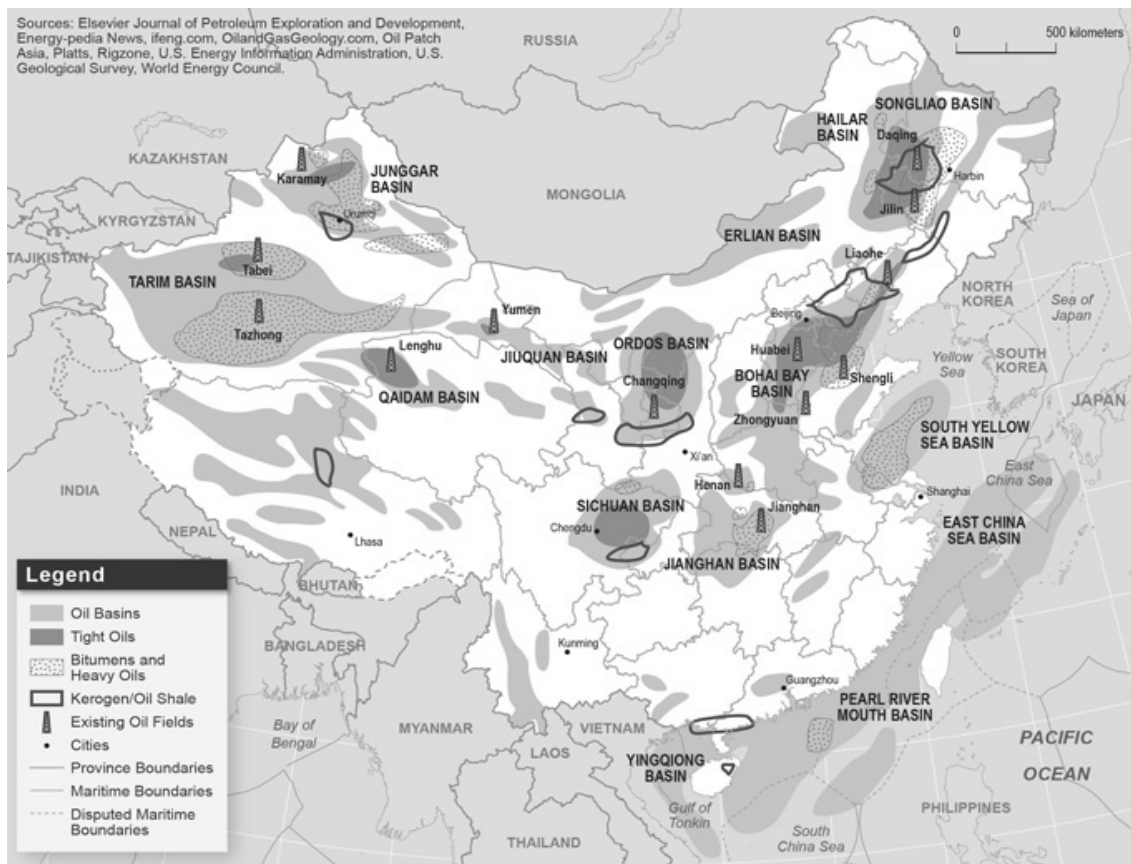 Sources: Elsevier Journal of Petroleum Exploration and Development,
Energy-pedia News, ifeng.com, OilandGasGeology.com, Oil Patch
Asia, Platts, Rigzone, U.S. Energy Information Administration, U.S.
Geological Survey, World Energy Council.
0
500 kilometers
RUSSIA
SONGLIAO BASIN
HAILAR
BASIN
Daqing
KAZAKHSTAN
Karamay
JUNGGAR
BASIN
Harbin
MONGOLIA
Urumqi
Jilin
KYRGYZSTAN
ERLIAN BASIN
TAJIKISTAN
Tabei
Liaohe
TARIM BASIN
NORTH
KOREA
Sea of
Japan
Tazhong
Yumen
Beijing
Lenghu
ORDOS BASIN
Huabei
JIUQUAN BASIN
Yellow
Sea
SOUTH
KOREA
Changqing
BOHAI BAY
BASIN
Shengli
QAIDAM BASIN
JAPAN
Zhongyuan
SOUTH YELLOW
SEA BASIN
Xi'an
INDIA
Henan
East
China Sea
SICHUAN BASIN
Jianghan
Shanghai
NEPAL
Chengdu
EAST CHINA
SEA BASIN
Lhasa
JIANGHAN BASIN
BHUTAN
Legend
Oil Basins
Tight Oils
Bitumens and
Heavy Oils
Kerogen/Oil Shale
Existing Oil Fields
Cities
Province Boundaries
Maritime Boundaries
Disputed Maritime
Boundaries
BANGLADESH
Kunming
Guangzhou
PEARL RIVER
MOUTH BASIN
Bay of
Bengal
MYANMAR
VIETNAM
LAOS
YINGQIONG
BASIN
PACIFIC
OCEAN
Gulf of
Tonkin
PHILIPPINES
THAILAND
South
China Sea